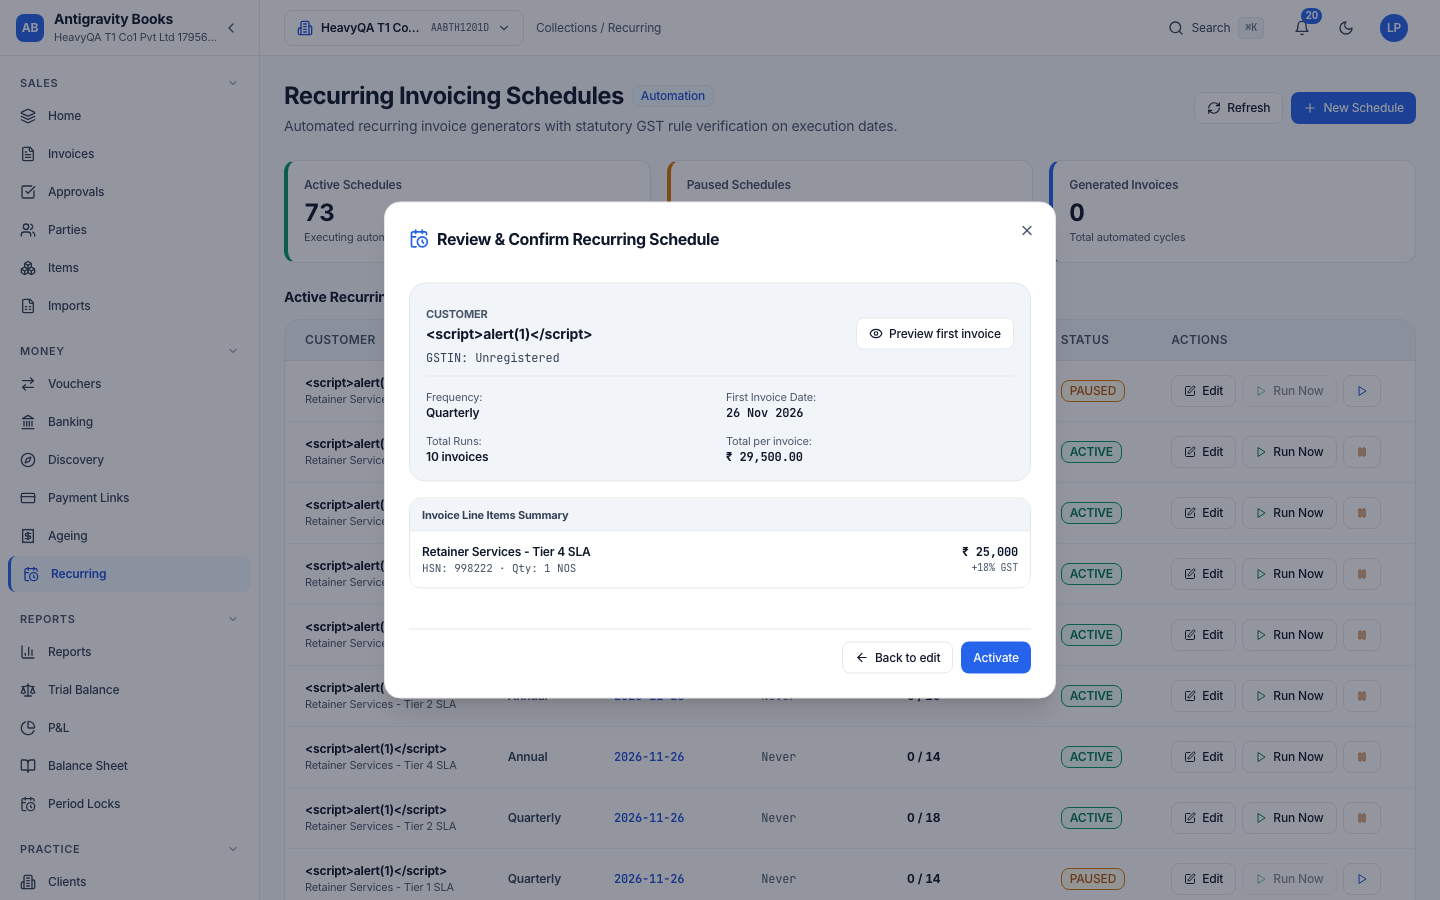 AB
Antigravity Books
HeavyQA T1 Co1 Pvt Ltd 17956...
HeavyQA T1 Co... AABTH1201D
Collections / Recurring
Search ⌘K
20
LP
SALES
Home
Invoices
Approvals
Parties
Items
Imports
MONEY
Vouchers
Banking
Discovery
Payment Links
Ageing
Recurring
REPORTS
Reports
Trial Balance
P&L
Balance Sheet
Period Locks
PRACTICE
Clients
Recurring Invoicing Schedules Automation
Automated recurring invoice generators with statutory GST rule verification on execution dates.
Refresh
New Schedule
Active Schedules
73
Executing auton
Paused Schedules
Generated Invoices
0
Total automated cycles
Active Recurrin
CUSTOMER STATUS ACTIONS
<script>alert(
Retainer Service
PAUSED Edit Run Now
<script>alert(
Retainer Service
ACTIVE Edit Run Now
<script>alert(
Retainer Service
ACTIVE Edit Run Now
<script>alert(
Retainer Service
ACTIVE Edit Run Now
<script>alert(
Retainer Service
ACTIVE Edit Run Now
<script>alert(1)</script>
Retainer Services - Tier 2 SLA
ACTIVE Edit Run Now
<script>alert(1)</script>
Retainer Services - Tier 4 SLA
Annual 2026-11-26 Never 0 / 14 ACTIVE Edit Run Now
<script>alert(1)</script>
Retainer Services - Tier 2 SLA
Quarterly 2026-11-26 Never 0 / 18 ACTIVE Edit Run Now
<script>alert(1)</script>
Retainer Services - Tier 1 SLA
Quarterly 2026-11-26 Never 0 / 14 PAUSED Edit Run Now
Review & Confirm Recurring Schedule
CUSTOMER
<script>alert(1)</script>
GSTIN: Unregistered
Preview first invoice
Frequency:
Quarterly
First Invoice Date:
26 Nov 2026
Total Runs:
10 invoices
Total per invoice:
₹ 29,500.00
Invoice Line Items Summary
Retainer Services - Tier 4 SLA
₹ 25,000
HSN: 998222 · Qty: 1 NOS
+18% GST
Back to edit
Activate